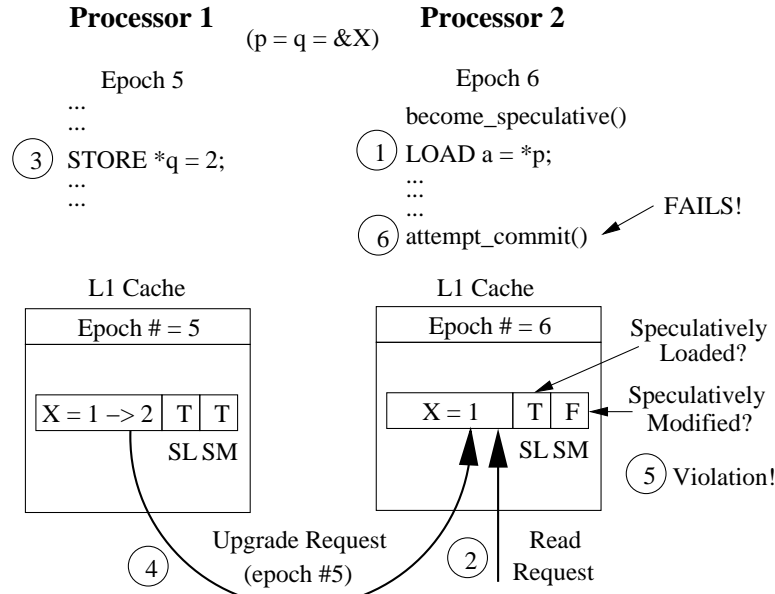 Processor 1
Processor 2
(p = q = &X)
Epoch 5
...
...
3 STORE *q = 2;
...
...
Epoch 6
become_speculative()
1 LOAD a = *p;
...
...
...
6 attempt_commit()
FAILS!
L1 Cache
Epoch # = 5
X = 1 -> 2 T T
SL SM
L1 Cache
Epoch # = 6
X = 1 T F
SL SM
Speculatively
Loaded?
Speculatively
Modified?
5 Violation!
4
Upgrade Request
(epoch #5)
2
Read
Request